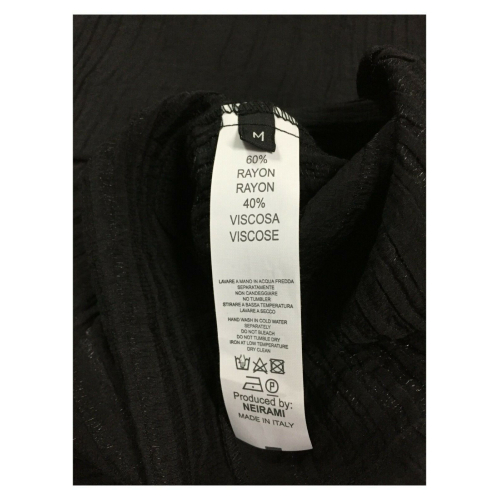 M
60%
RAYON
RAYON
40%
VISCOSA
VISCOSE
LAVARE A MANO IN ACQUA FREDDA
SEPARATAMENTE
NON CANDEGGIARE
NO TUMBLER
STIRARE A BASSA TEMPERATURA
LAVARE A SECCO
HAND WASH IN COLD WATER
SEPARATELY
DO NOT BLEACH
DO NOT TUMBLE DRY
IRON AT LOW TEMPERATURE
DRY CLEAN
P
Produced by:
NEIRAMI
MADE IN ITALY